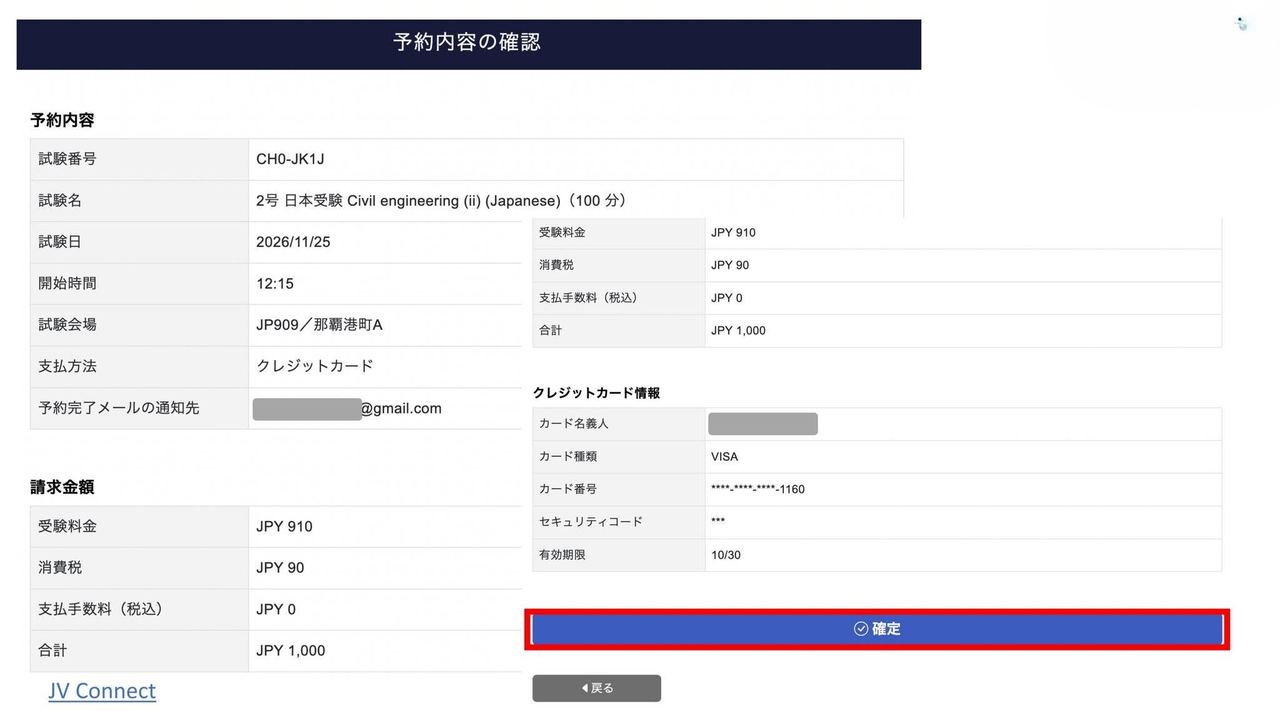 予約内容の確認
予約内容
試験番号 CH0-JK1J
試験名 2号 日本受験 Civil engineering (ii) (Japanese)（100 分）
試験日 2026/11/25
開始時間 12:15
試験会場 JP909／那覇港町A
支払方法 クレジットカード
予約完了メールの通知先 @gmail.com
請求金額
受験料金 JPY 910
消費税 JPY 90
支払手数料（税込） JPY 0
合計 JPY 1,000
JV Connect
受験料金 JPY 910
消費税 JPY 90
支払手数料（税込） JPY 0
合計 JPY 1,000
クレジットカード情報
カード名義人
カード種類 VISA
カード番号 ****-****-****-1160
セキュリティコード ***
有効期限 10/30
確定
戻る